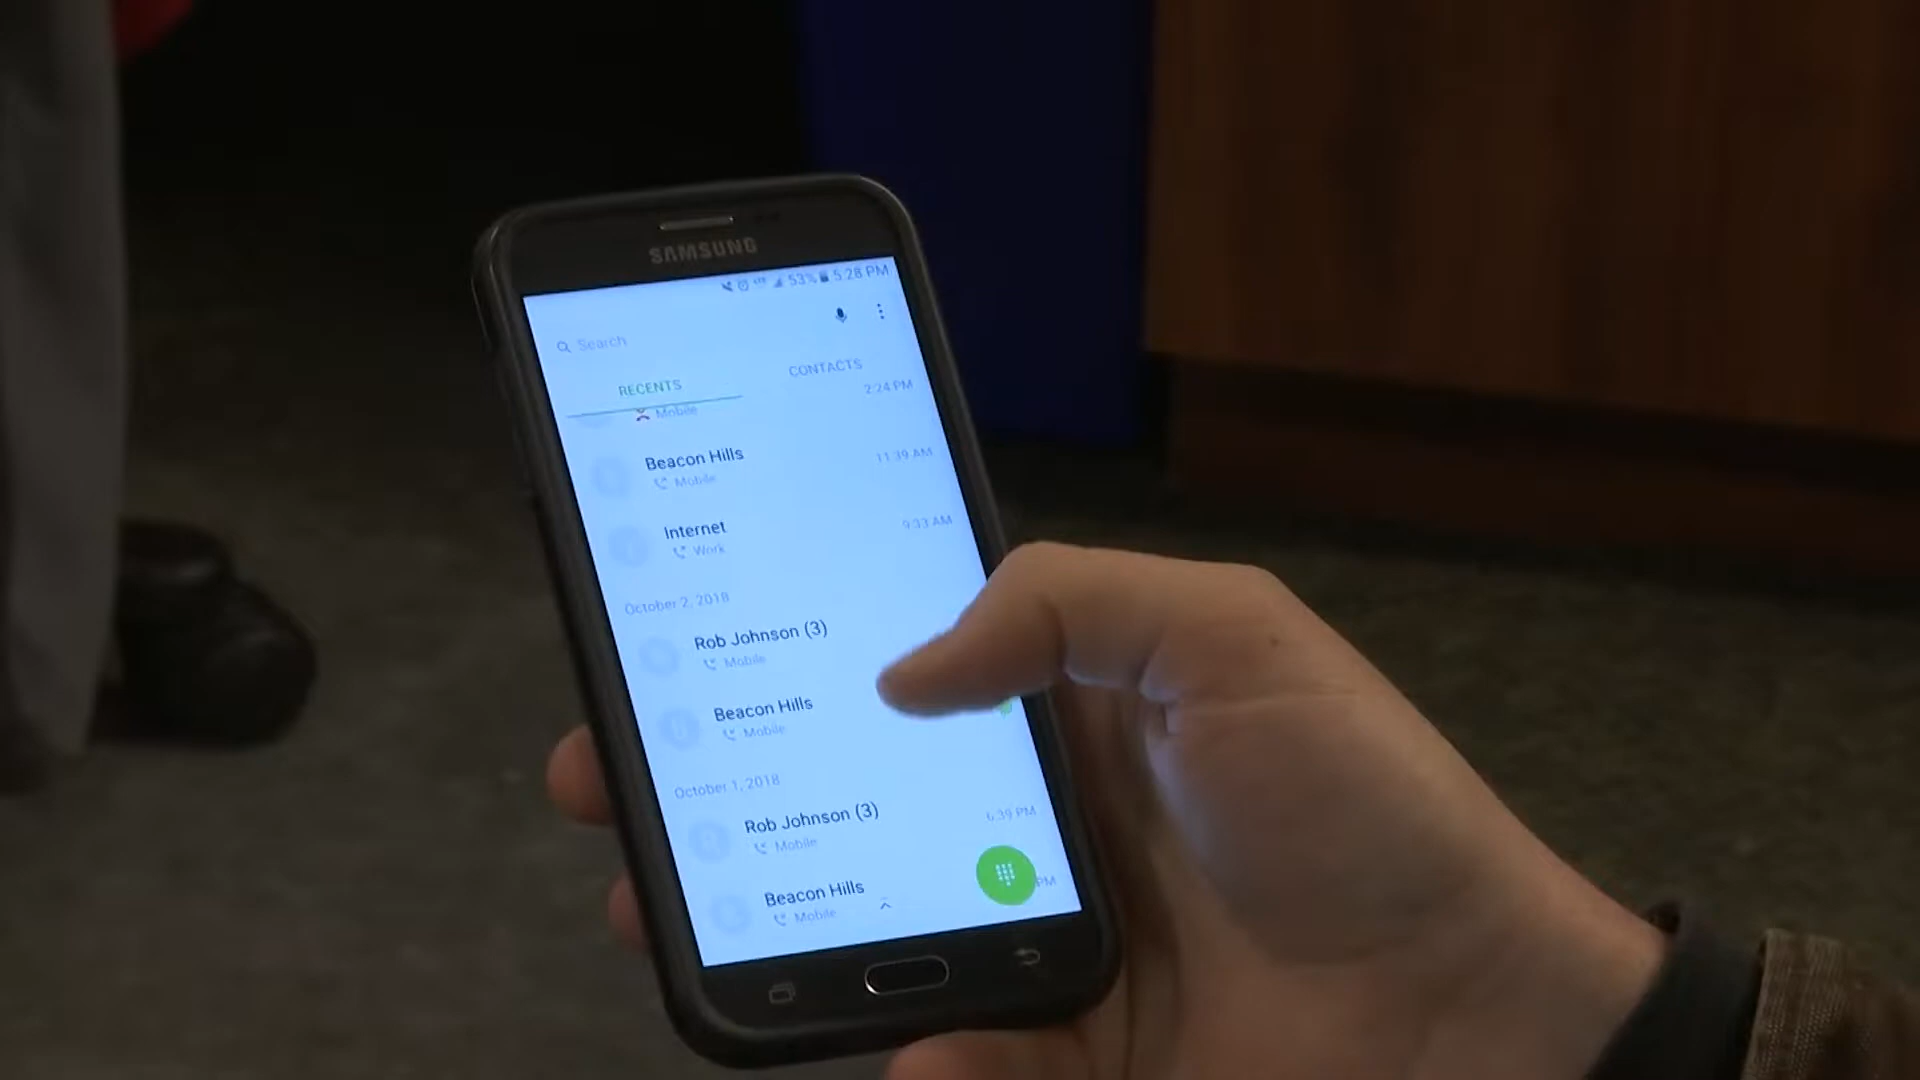 SAMSUNG
53% 5:28 PM
Search
RECENTS
CONTACTS
Mobile
2:24 PM
Beacon Hills
11:39 AM
Mobile
Internet
9:33 AM
Work
October 2, 2018
Rob Johnson (3)
Mobile
Beacon Hills
Mobile
October 1, 2018
Rob Johnson (3)
6:39 PM
Mobile
Beacon Hills
PM
Mobile